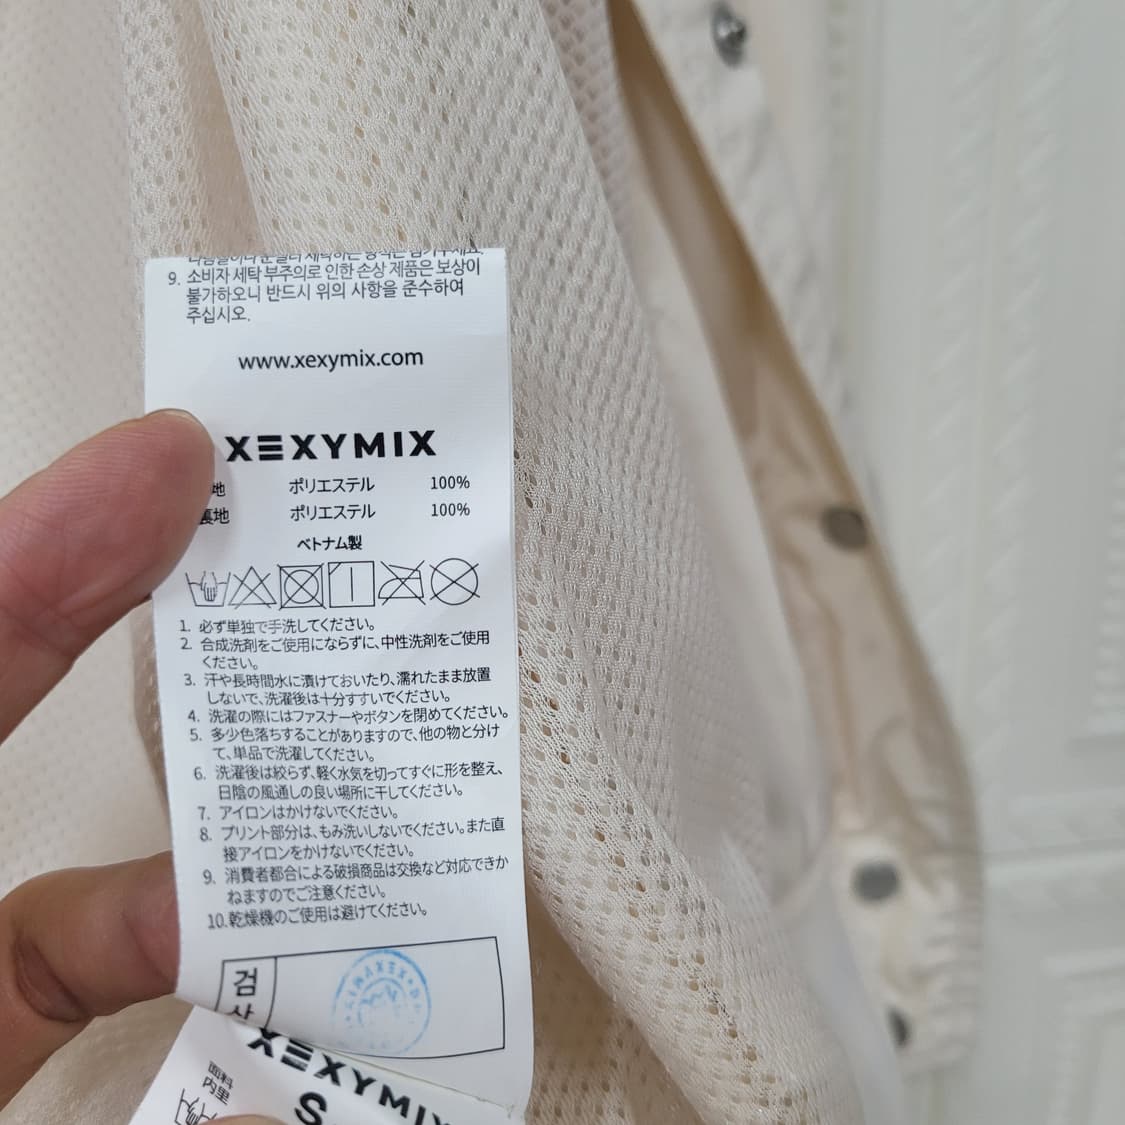 9. 소비자 세탁 부주의로 인한 손상 제품은 보상이
불가하오니 반드시 위의 사항을 준수하여
주십시오.
www.xexymix.com
XEXYMIX
地 ポリエステル 100%
裏地 ポリエステル 100%
ベトナム製
1. 必ず単独で手洗してください。
2. 合成洗剤をご使用にならずに、中性洗剤をご使用
ください。
3. 汗や長時間水に漬けておいたり、濡れたまま放置
しないで、洗濯後は十分すすいでください。
4. 洗濯の際にはファスナーやボタンを閉めてください。
5. 多少色落ちすることがありますので、他の物と分け
て、単品で洗濯してください。
6. 洗濯後は絞らず、軽く水気を切ってすぐに形を整え、
日陰の風通しの良い場所に干してください。
7. アイロンはかけないでください。
8. プリント部分は、もみ洗いしないでください。また直
接アイロンをかけないでください。
9. 消費者都合による破損商品は交換など対応できか
ねますのでご注意ください。
10. 乾燥機のご使用は避けてください。
검
사
XEXYMIX
S
面料
内里